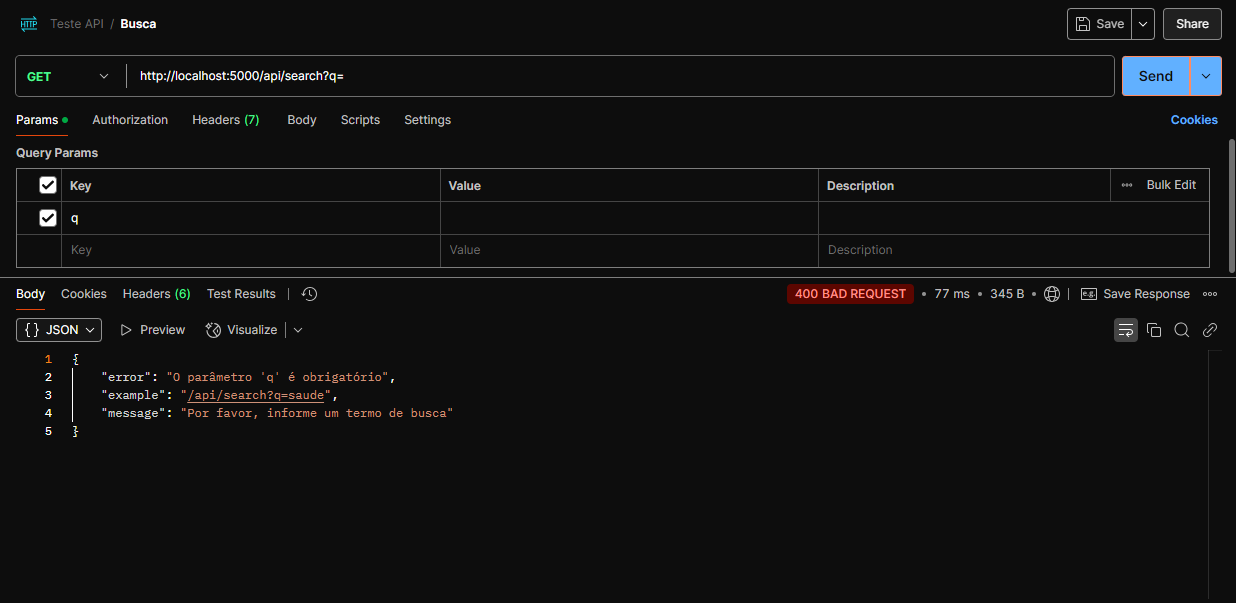 HTTP Teste API / Busca Save Share
GET http://localhost:5000/api/search?q= Send
Params Authorization Headers (7) Body Scripts Settings Cookies
Query Params
Key Value Description Bulk Edit
q
Key Value Description
Body Cookies Headers (6) Test Results 400 BAD REQUEST • 77 ms • 345 B • e.g. Save Response
{} JSON Preview Visualize
1 {
2 "error": "O parâmetro 'q' é obrigatório",
3 "example": "/api/search?q=saude",
4 "message": "Por favor, informe um termo de busca"
5 }